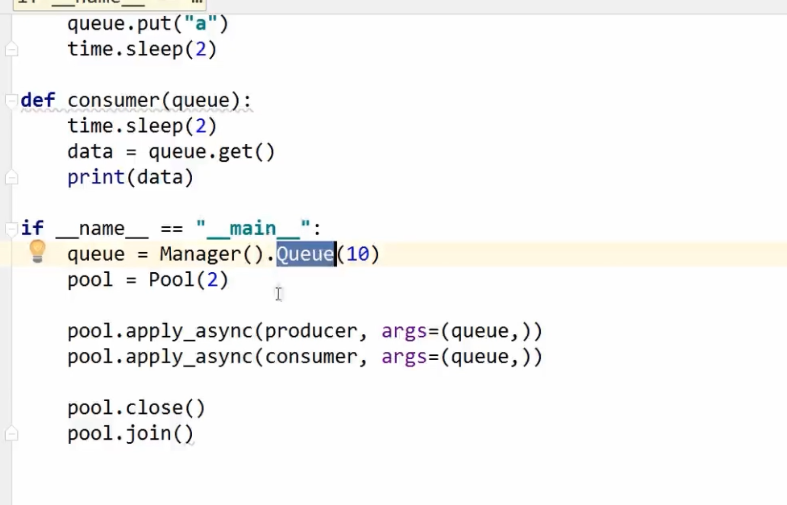 if __name__ == "…
queue.put("a")
time.sleep(2)
def consumer(queue):
time.sleep(2)
data = queue.get()
print(data)
if __name__ == "__main__":
queue = Manager().Queue(10)
pool = Pool(2)
pool.apply_async(producer, args=(queue,))
pool.apply_async(consumer, args=(queue,))
pool.close()
pool.join()